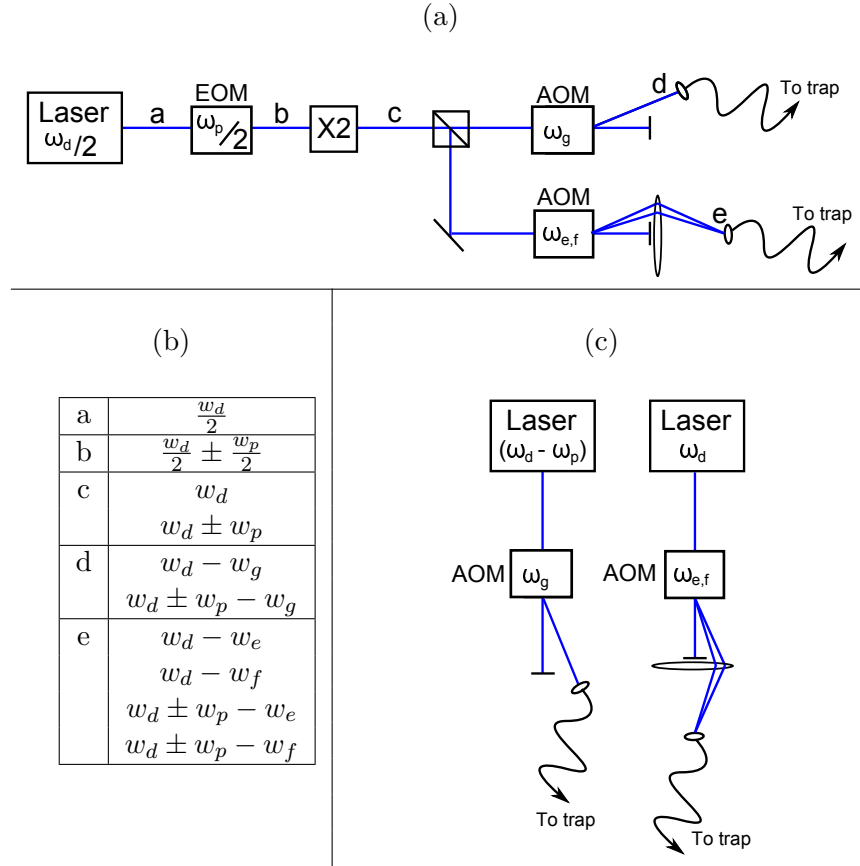 (a)
Laser
ω_d/2
a
EOM
ω_p/2
b
X2
c
AOM
ω_g
d
To trap
AOM
ω_e,f
e
To trap
(b)
a w_d/2
b w_d/2 ± w_p/2
c w_d
w_d ± w_p
d w_d − w_g
w_d ± w_p − w_g
e w_d − w_e
w_d − w_f
w_d ± w_p − w_e
w_d ± w_p − w_f
(c)
Laser
(ω_d - ω_p)
AOM
ω_g
To trap
Laser
ω_d
AOM
ω_e,f
To trap